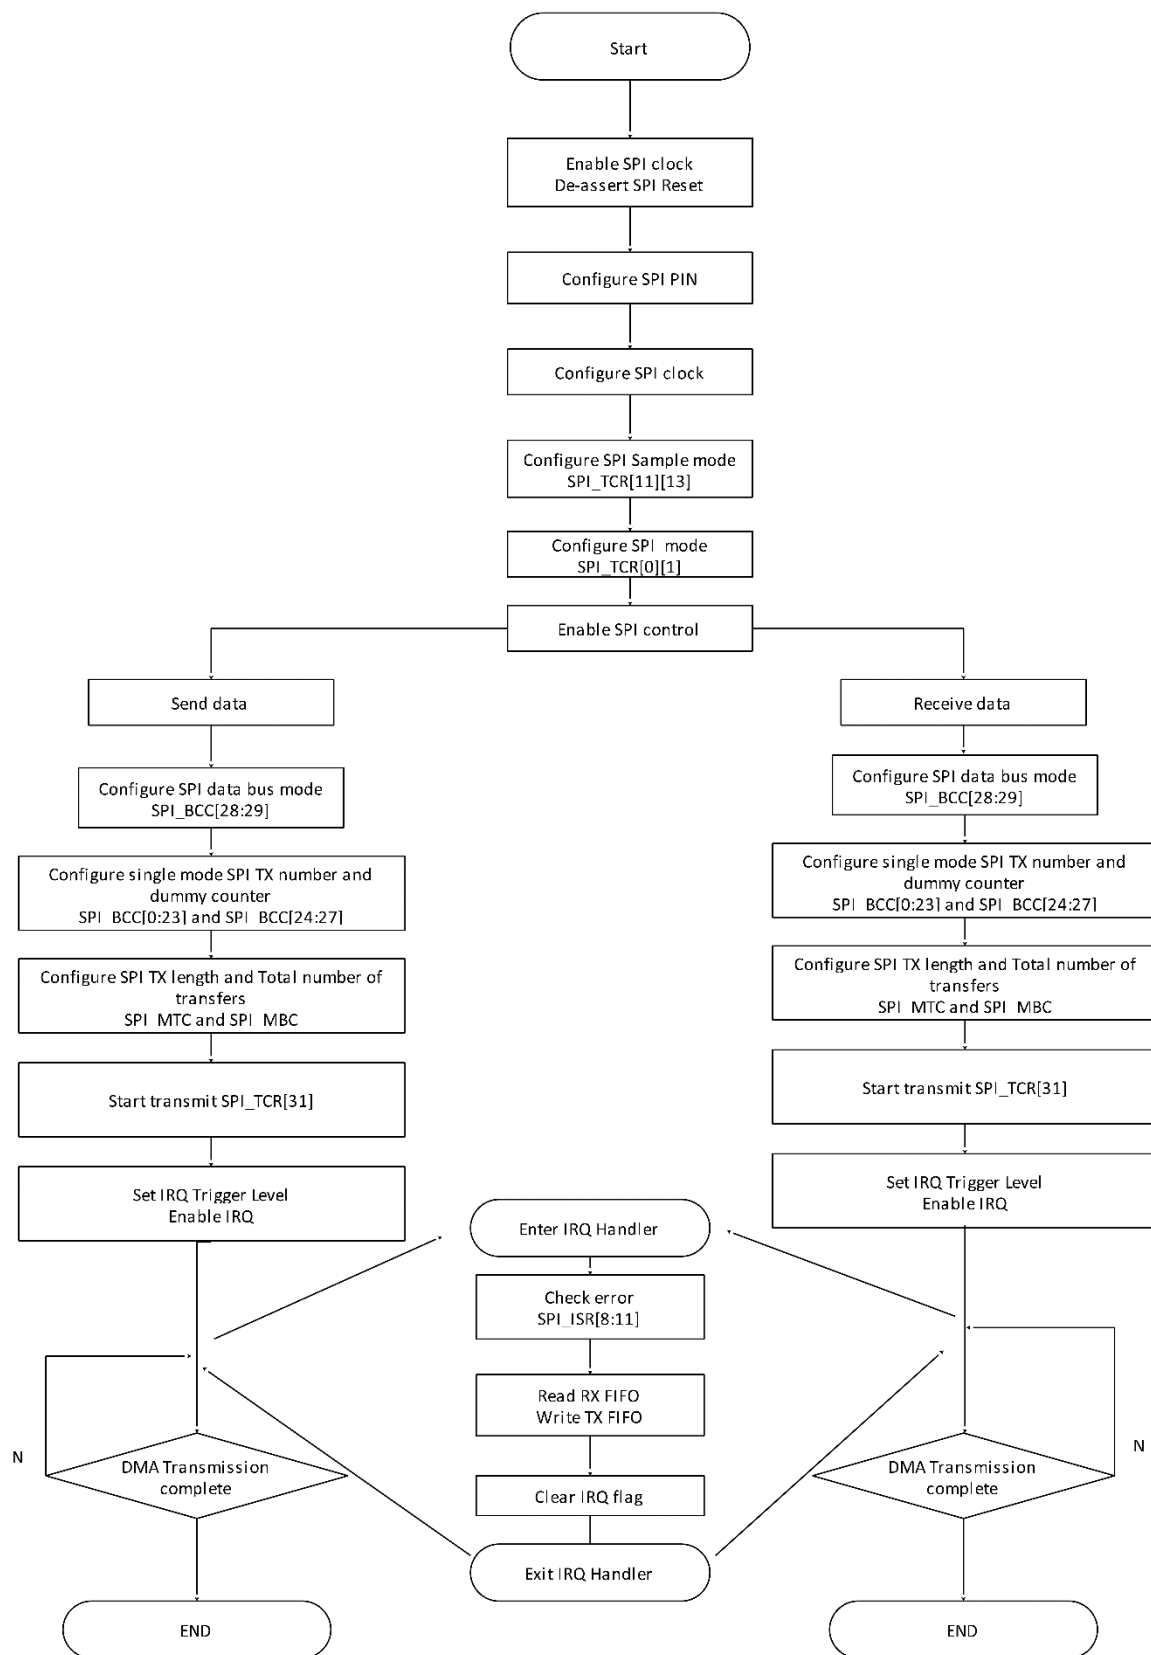 Start
Enable SPI clock
De-assert SPI Reset
Configure SPI PIN
Configure SPI clock
Configure SPI Sample mode
SPI_TCR[11][13]
Configure SPI mode
SPI_TCR[0][1]
Enable SPI control
Send data
Configure SPI data bus mode
SPI_BCC[28:29]
Configure single mode SPI TX number and
dummy counter
SPI_BCC[0:23] and SPI_BCC[24:27]
Configure SPI TX length and Total number of
transfers
SPI_MTC and SPI_MBC
Start transmit SPI_TCR[31]
Set IRQ Trigger Level
Enable IRQ
N
DMA Transmission
complete
END
Enter IRQ Handler
Check error
SPI_ISR[8:11]
Read RX FIFO
Write TX FIFO
Clear IRQ flag
Exit IRQ Handler
Receive data
Configure SPI data bus mode
SPI_BCC[28:29]
Configure single mode SPI TX number and
dummy counter
SPI_BCC[0:23] and SPI_BCC[24:27]
Configure SPI TX length and Total number of
transfers
SPI_MTC and SPI_MBC
Start transmit SPI_TCR[31]
Set IRQ Trigger Level
Enable IRQ
N
DMA Transmission
complete
END